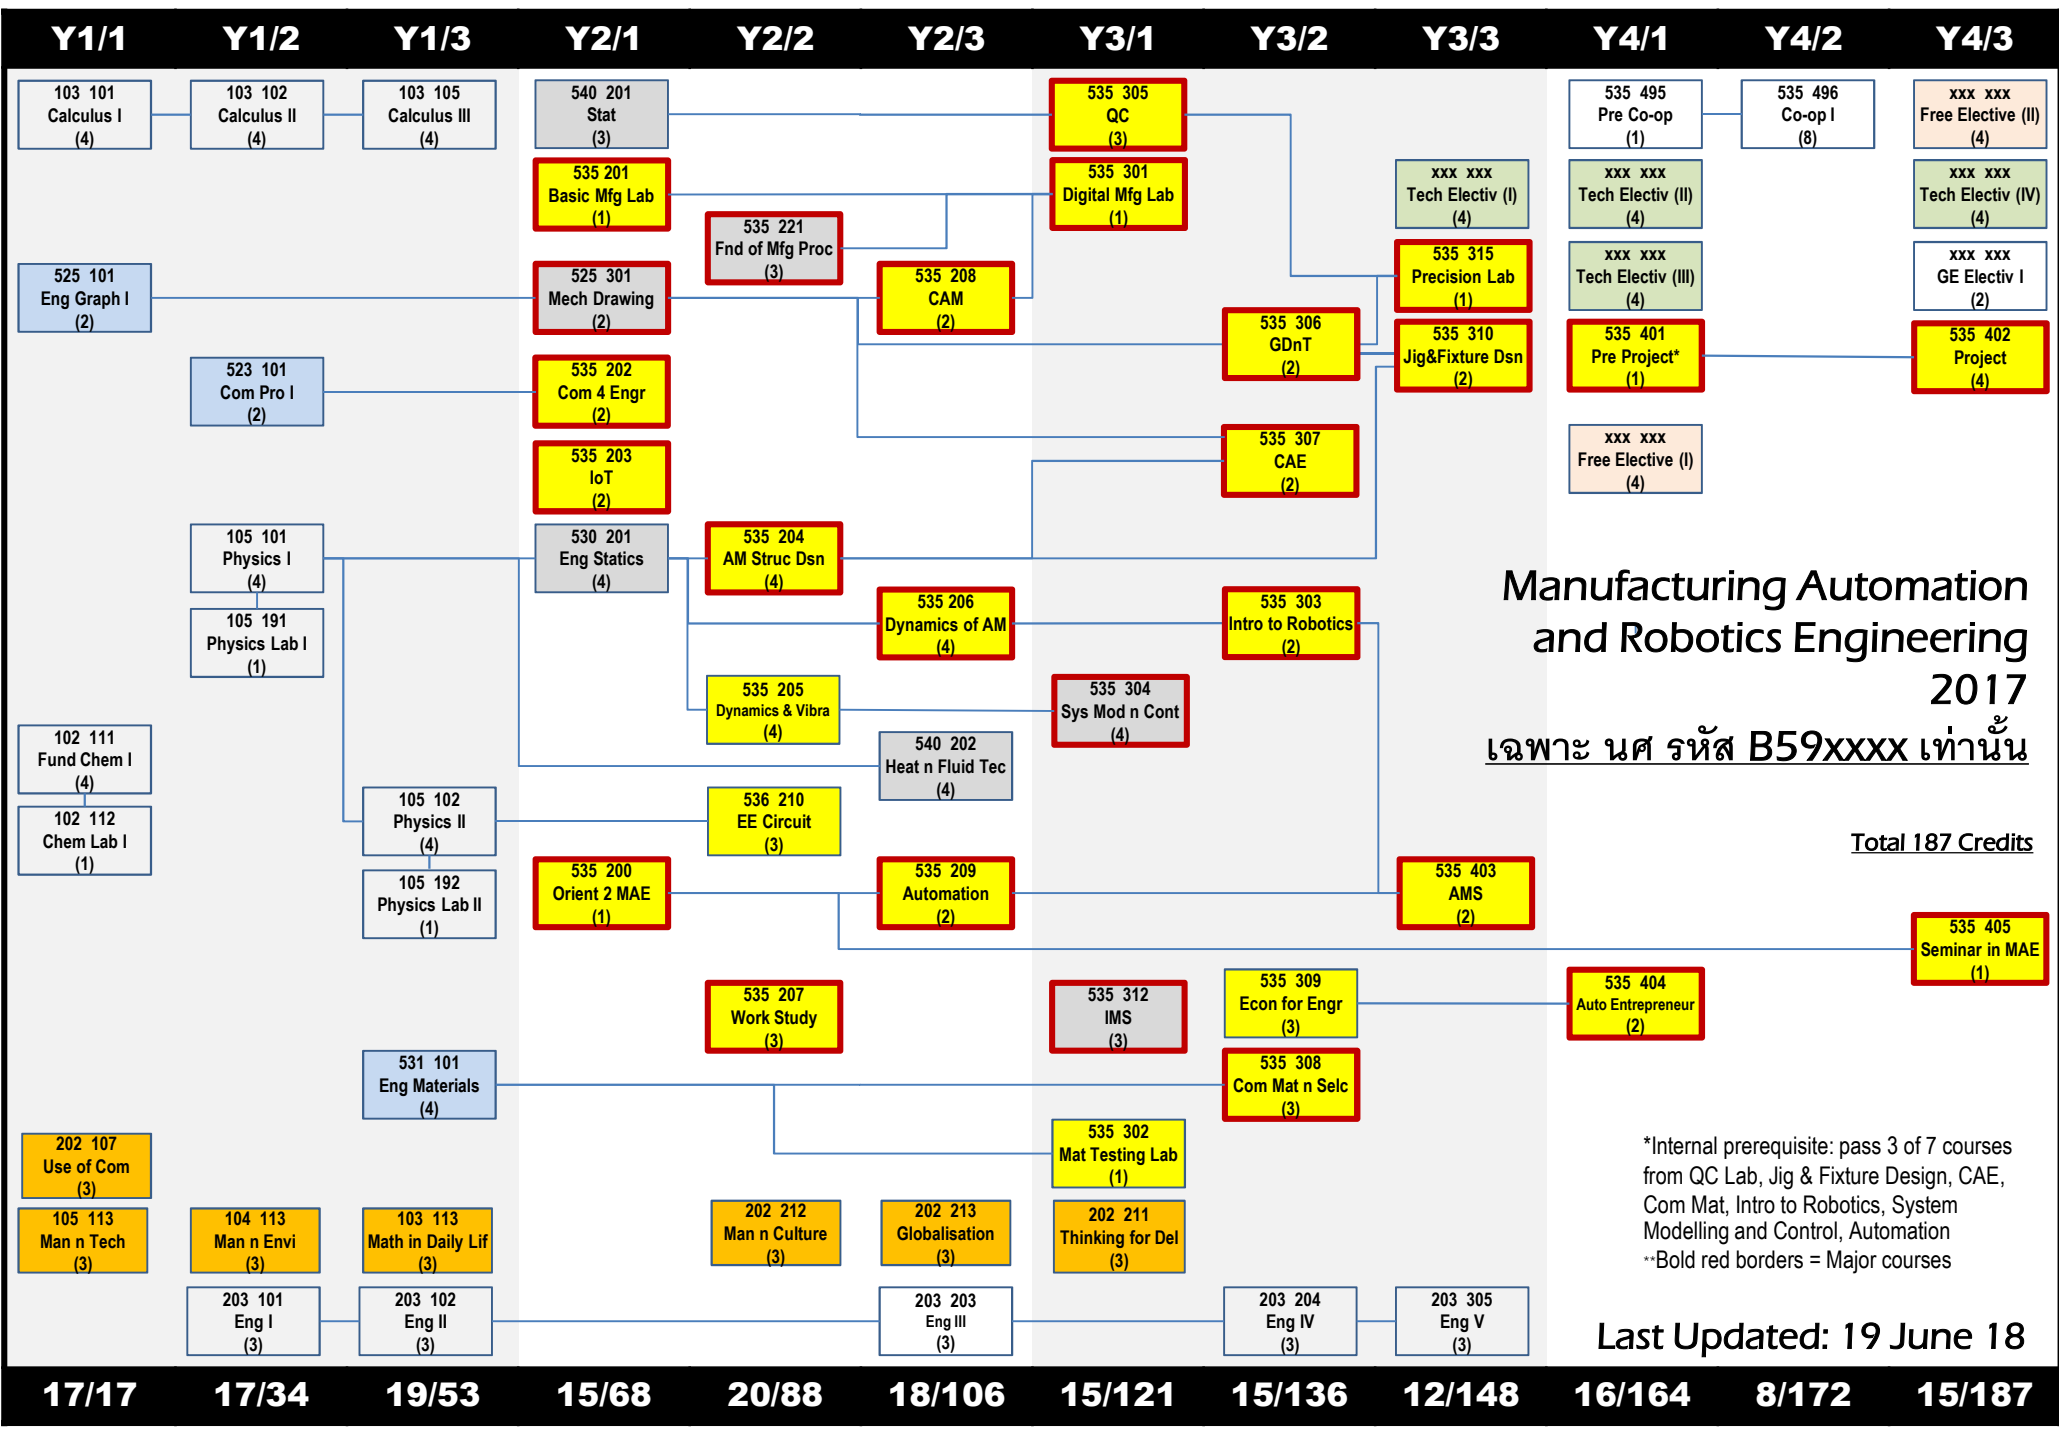 Y1/1 Y1/2 Y1/3 Y2/1 Y2/2 Y2/3 Y3/1 Y3/2 Y3/3 Y4/1 Y4/2 Y4/3
103 101
Calculus I
(4)
525 101
Eng Graph I
(2)
102 111
Fund Chem I
(4)
102 112
Chem Lab I
(1)
202 107
Use of Com
(3)
105 113
Man n Tech
(3)
103 102
Calculus II
(4)
523 101
Com Pro I
(2)
105 101
Physics I
(4)
105 191
Physics Lab I
(1)
104 113
Man n Envi
(3)
203 101
Eng I
(3)
103 105
Calculus III
(4)
105 102
Physics II
(4)
105 192
Physics Lab II
(1)
531 101
Eng Materials
(4)
103 113
Math in Daily Lif
(3)
203 102
Eng II
(3)
540 201
Stat
(3)
535 201
Basic Mfg Lab
(1)
525 301
Mech Drawing
(2)
535 202
Com 4 Engr
(2)
535 203
IoT
(2)
530 201
Eng Statics
(4)
535 200
Orient 2 MAE
(1)
535 221
Fnd of Mfg Proc
(3)
535 204
AM Struc Dsn
(4)
535 205
Dynamics & Vibra
(4)
536 210
EE Circuit
(3)
535 207
Work Study
(3)
202 212
Man n Culture
(3)
535 208
CAM
(2)
535 206
Dynamics of AM
(4)
540 202
Heat n Fluid Tec
(4)
535 209
Automation
(2)
202 213
Globalisation
(3)
203 203
Eng III
(3)
535 305
QC
(3)
535 301
Digital Mfg Lab
(1)
535 304
Sys Mod n Cont
(4)
535 312
IMS
(3)
535 302
Mat Testing Lab
(1)
202 211
Thinking for Del
(3)
535 306
GDnT
(2)
535 307
CAE
(2)
535 303
Intro to Robotics
(2)
535 309
Econ for Engr
(3)
535 308
Com Mat n Selc
(3)
203 204
Eng IV
(3)
xxx xxx
Tech Electiv (I)
(4)
535 315
Precision Lab
(1)
535 310
Jig&Fixture Dsn
(2)
535 403
AMS
(2)
203 305
Eng V
(3)
535 495
Pre Co-op
(1)
xxx xxx
Tech Electiv (II)
(4)
xxx xxx
Tech Electiv (III)
(4)
535 401
Pre Project*
(1)
xxx xxx
Free Elective (I)
(4)
535 404
Auto Entrepreneur
(2)
535 496
Co-op I
(8)
xxx xxx
Free Elective (II)
(4)
xxx xxx
Tech Electiv (IV)
(4)
xxx xxx
GE Electiv I
(2)
535 402
Project
(4)
535 405
Seminar in MAE
(1)
Manufacturing Automation
and Robotics Engineering
2017
เฉพาะ นศ รหัส B59xxxx เท่านั้น
Total 187 Credits
*Internal prerequisite: pass 3 of 7 courses
from QC Lab, Jig & Fixture Design, CAE,
Com Mat, Intro to Robotics, System
Modelling and Control, Automation
**Bold red borders = Major courses
Last Updated: 19 June 18
17/17 17/34 19/53 15/68 20/88 18/106 15/121 15/136 12/148 16/164 8/172 15/187